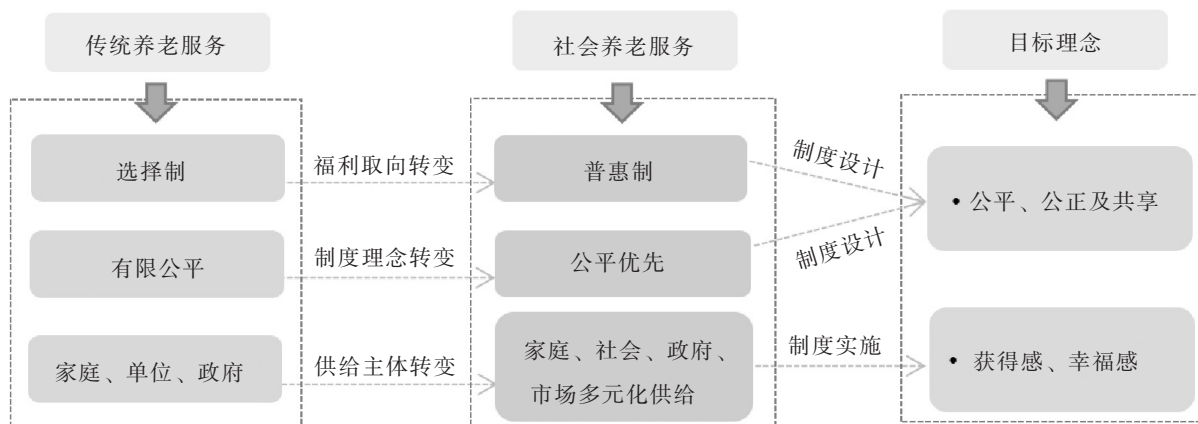 传统养老服务
社会养老服务
目标理念
选择制
福利取向转变
普惠制
制度设计
• 公平、公正及共享
有限公平
制度理念转变
公平优先
制度设计
家庭、单位、政府
供给主体转变
家庭、社会、政府、
市场多元化供给
制度实施
• 获得感、幸福感